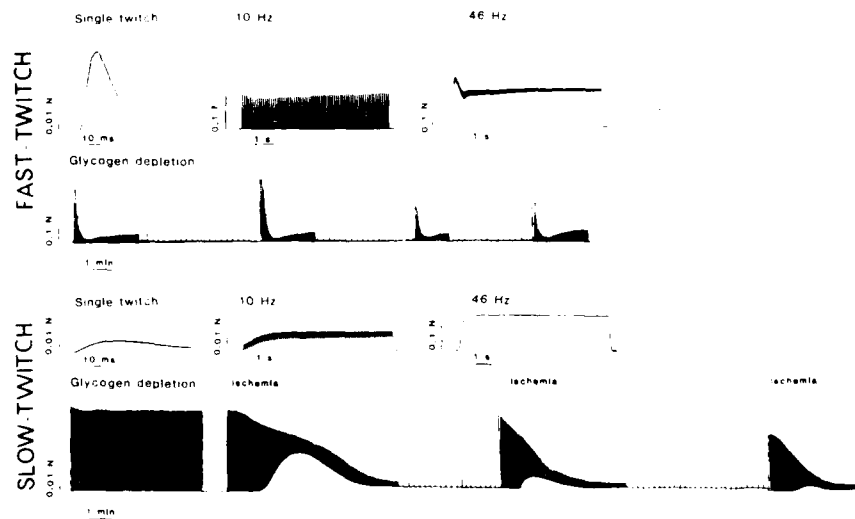 FAST-TWITCH
Single twitch
10 Hz
46 Hz
0.01 N
10 ms
0.1 N
1 s
0.1 N
1 s
Glycogen depletion
0.1 N
1 min
SLOW-TWITCH
Single twitch
10 Hz
46 Hz
0.01 N
10 ms
0.01 N
1 s
0.01 N
1 s
Glycogen depletion
Ischemia
Ischemia
Ischemia
0.01 N
1 min